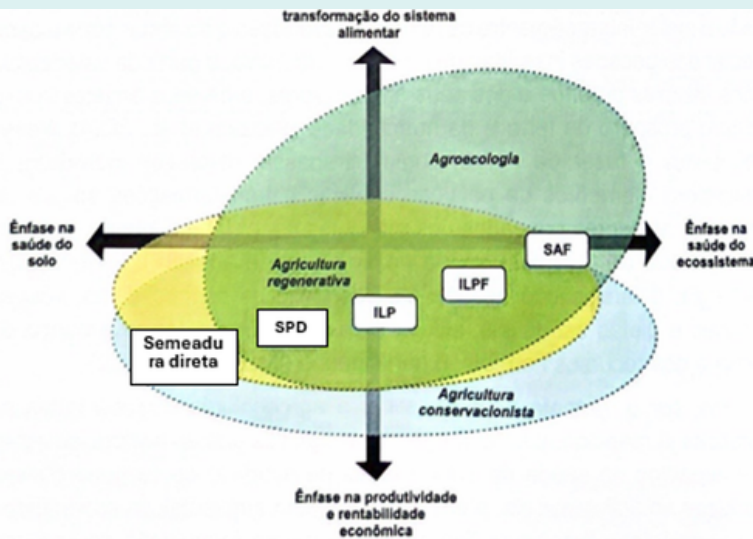 transformação do sistema
alimentar
Agroecologia
Ênfase na
saúde do
solo
Ênfase na
saúde do
ecossistema
SAF
Agricultura
regenerativa
ILPF
ILP
SPD
Semeadu
ra direta
Agricultura
conservacionista
Ênfase na produtividade
e rentabilidade
econômica